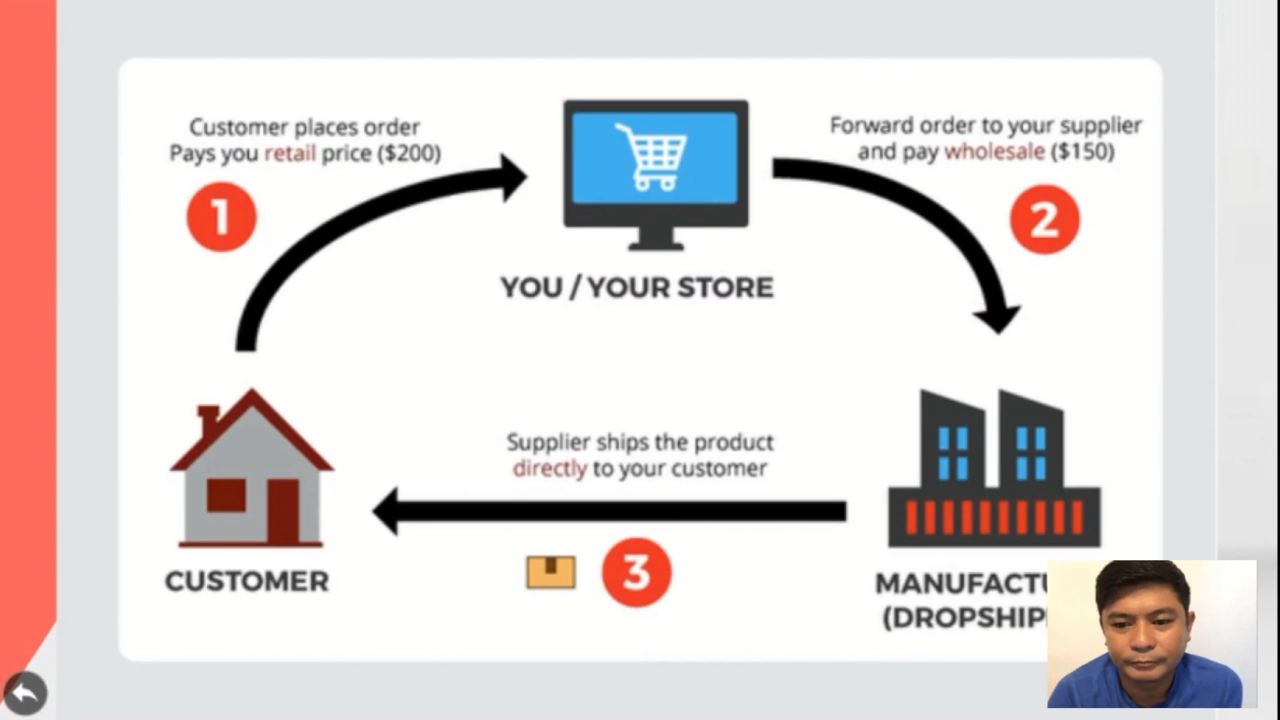 Customer places order
Pays you retail price ($200)
1
Forward order to your supplier
and pay wholesale ($150)
2
YOU / YOUR STORE
Supplier ships the product
directly to your customer
3
CUSTOMER